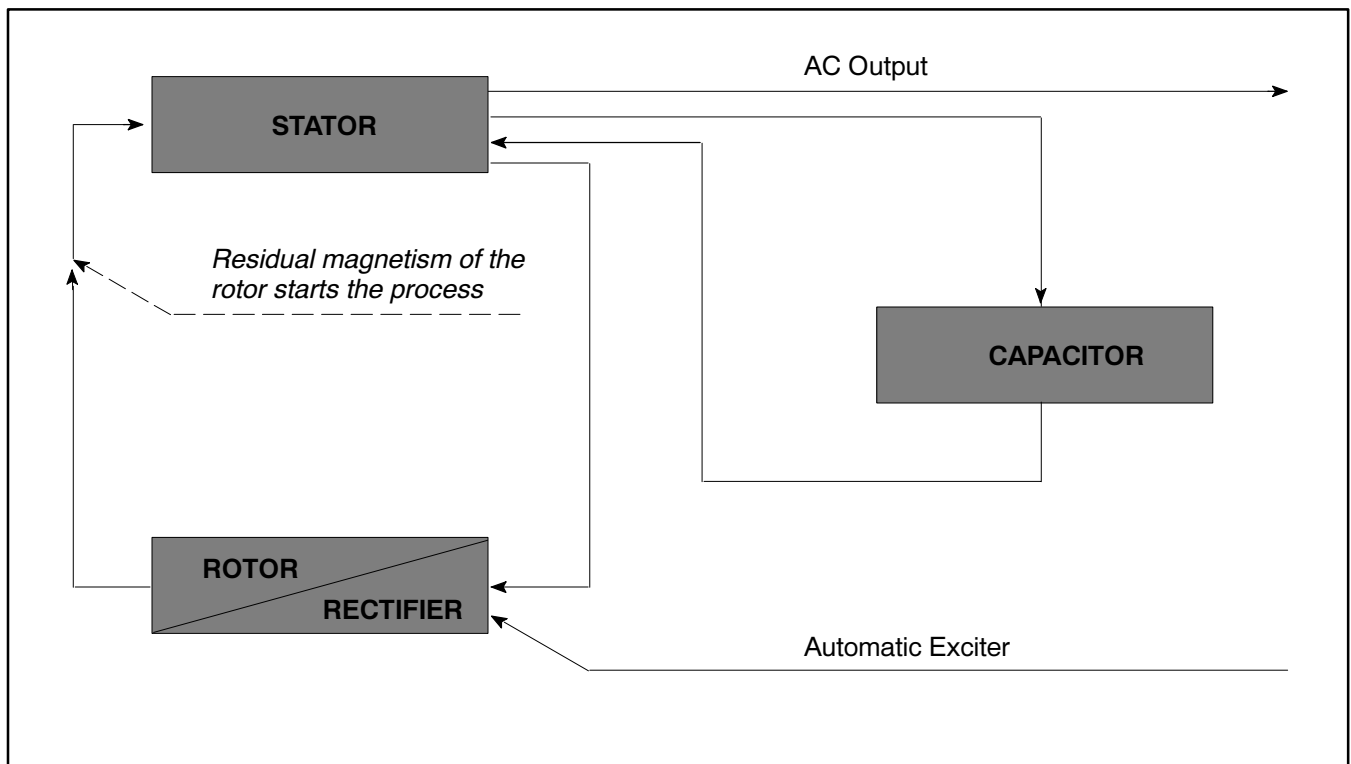 AC Output
STATOR
Residual magnetism of the
rotor starts the process
CAPACITOR
ROTOR
RECTIFIER
Automatic Exciter